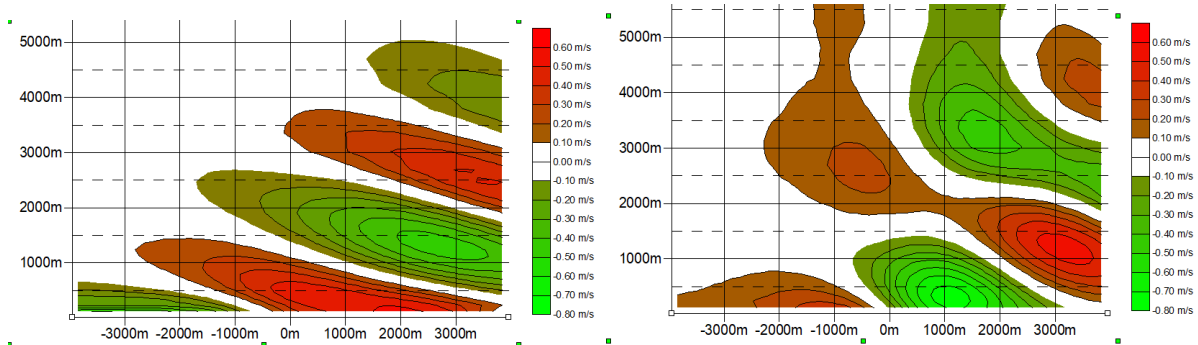 5000m
4000m
3000m
2000m
1000m
-3000m -2000m -1000m 0m 1000m 2000m 3000m
0.60 m/s
0.50 m/s
0.40 m/s
0.30 m/s
0.20 m/s
0.10 m/s
0.00 m/s
-0.10 m/s
-0.20 m/s
-0.30 m/s
-0.40 m/s
-0.50 m/s
-0.60 m/s
-0.70 m/s
-0.80 m/s
5000m
4000m
3000m
2000m
1000m
-3000m -2000m -1000m 0m 1000m 2000m 3000m
0.60 m/s
0.50 m/s
0.40 m/s
0.30 m/s
0.20 m/s
0.10 m/s
0.00 m/s
-0.10 m/s
-0.20 m/s
-0.30 m/s
-0.40 m/s
-0.50 m/s
-0.60 m/s
-0.70 m/s
-0.80 m/s